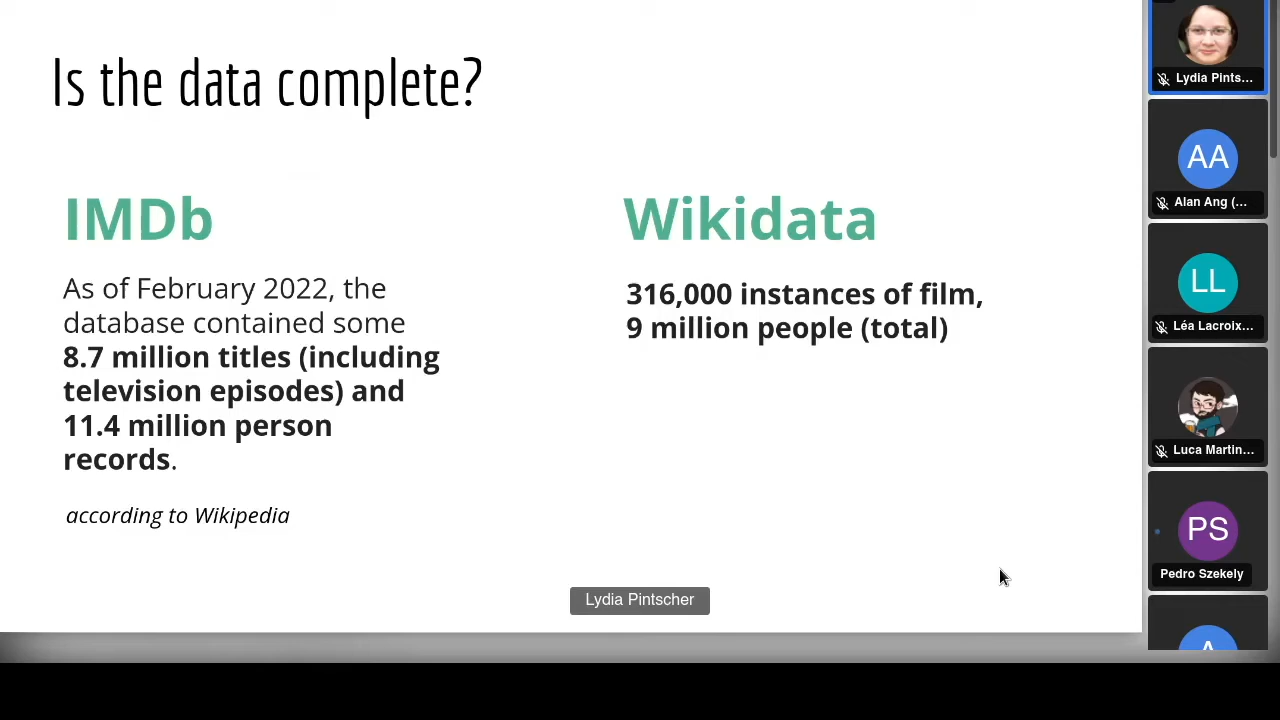 Is the data complete?
IMDb
As of February 2022, the
database contained some
8.7 million titles (including
television episodes) and
11.4 million person
records.
according to Wikipedia
Wikidata
316,000 instances of film,
9 million people (total)
Lydia Pintscher
Lydia Pints...
AA
Alan Ang (...
LL
Léa Lacroix...
Luca Martin...
PS
Pedro Szekely
A